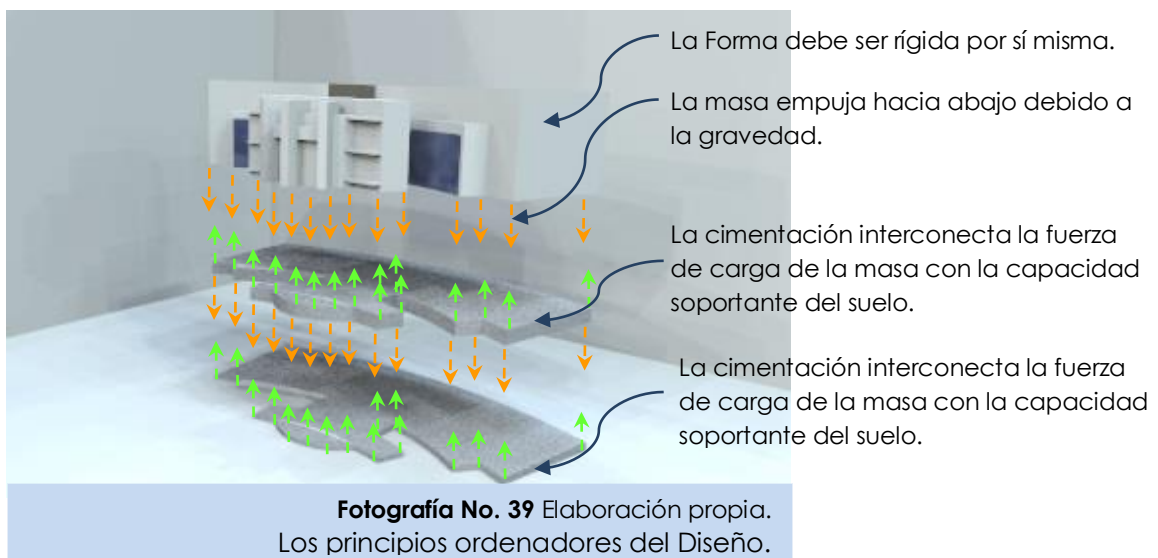 La Forma debe ser rígida por sí misma.
La masa empuja hacia abajo debido a
la gravedad.
La cimentación interconecta la fuerza
de carga de la masa con la capacidad
soportante del suelo.
La cimentación interconecta la fuerza
de carga de la masa con la capacidad
soportante del suelo.
Fotografía No. 39 Elaboración propia.
Los principios ordenadores del Diseño.